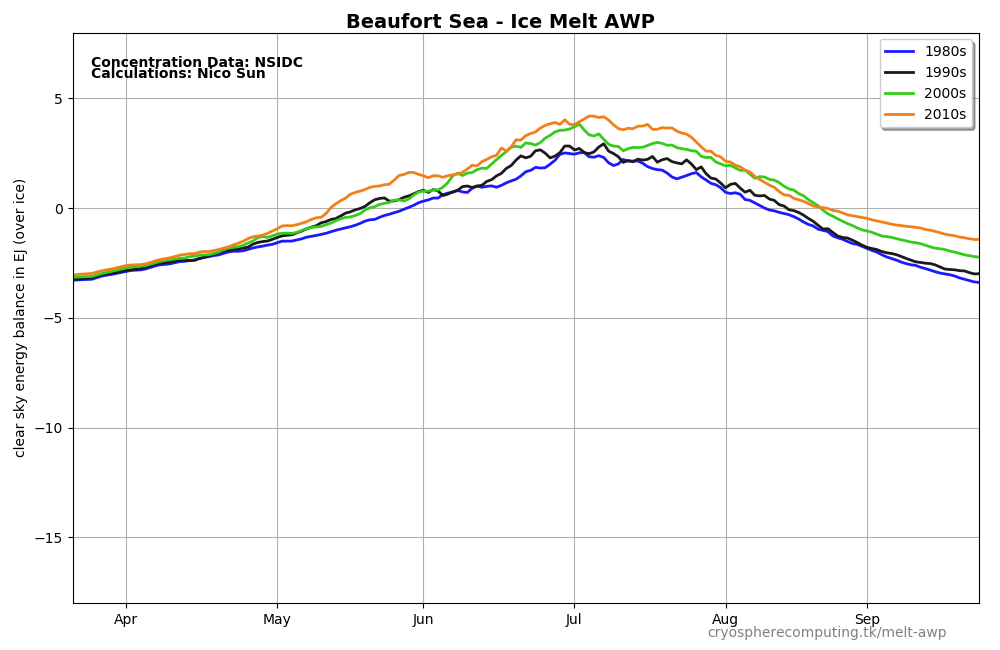 Beaufort Sea - Ice Melt AWP
Concentration Data: NSIDC
Calculations: Nico Sun
1980s
1990s
2000s
2010s
clear sky energy balance in EJ (over ice)
5
0
−5
−10
−15
Apr May Jun Jul Aug Sep
cryospherecomputing.tk/melt-awp